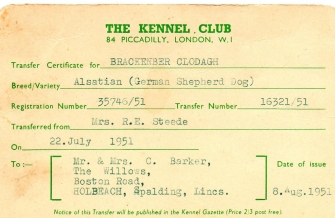 THE KENNEL CLUB
84 PICCADILLY, LONDON, W.1
Transfer Certificate for BRACKENBER CLODAGH
Breed/Variety Alsatian (German Shepherd Dog)
Registration Number 35746/51 Transfer Number 16321/51
Transferred from Mrs. R.E. Steede
On 22.July 1951
To :— Mr. & Mrs. C. Barker, Date of issue
The Willows,
Boston Road,
HOLBEACH, Spalding, Lincs. 8.Aug.1951
Notice of this Transfer will be published in the Kennel Gazette (Price 2/3 post free).